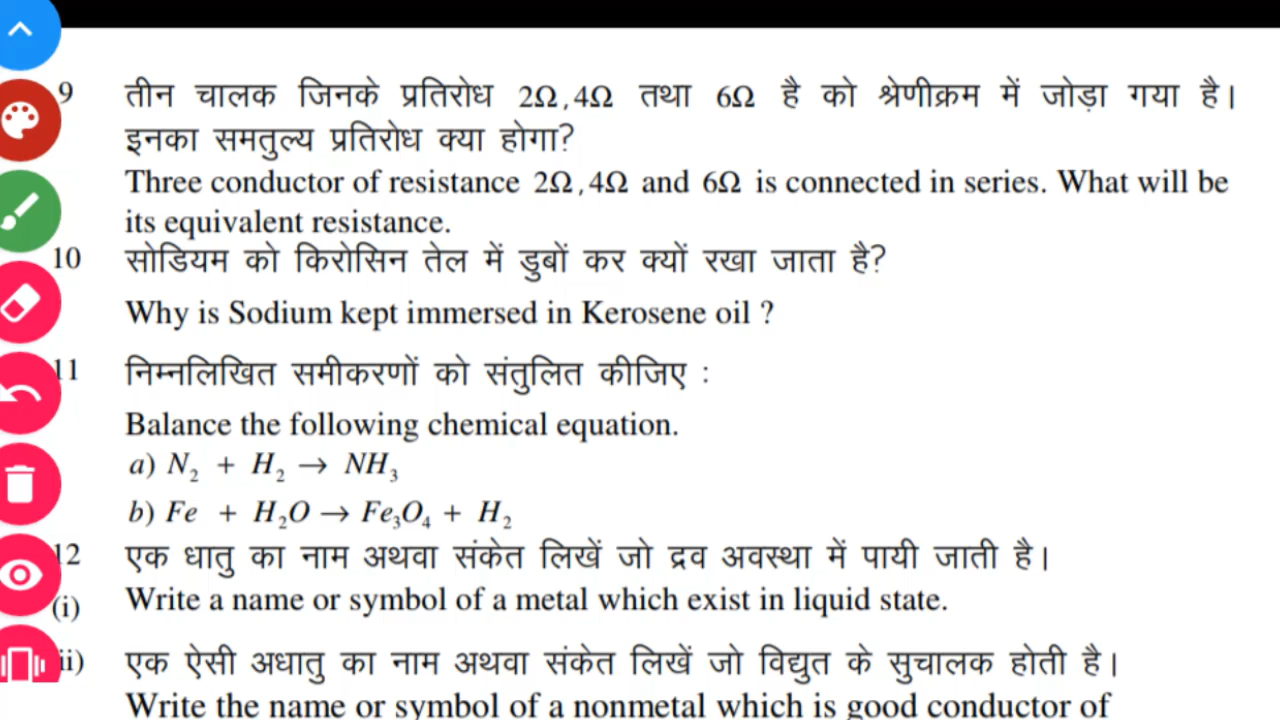 9 तीन चालक जिनके प्रतिरोध 2Ω,4Ω तथा 6Ω है को श्रेणीक्रम में जोड़ा गया है।
इनका समतुल्य प्रतिरोध क्या होगा?
Three conductor of resistance 2Ω,4Ω and 6Ω is connected in series. What will be
its equivalent resistance.
10 सोडियम को किरोसिन तेल में डुबों कर क्यों रखा जाता है?
Why is Sodium kept immersed in Kerosene oil ?
11 निम्नलिखित समीकरणों को संतुलित कीजिए :
Balance the following chemical equation.
a) N₂ + H₂ → NH₃
b) Fe + H₂O → Fe₃O₄ + H₂
12 एक धातु का नाम अथवा संकेत लिखें जो द्रव अवस्था में पायी जाती है।
(i) Write a name or symbol of a metal which exist in liquid state.
ii) एक ऐसी अधातु का नाम अथवा संकेत लिखें जो विद्युत के सुचालक होती है।
Write the name or symbol of a nonmetal which is good conductor of